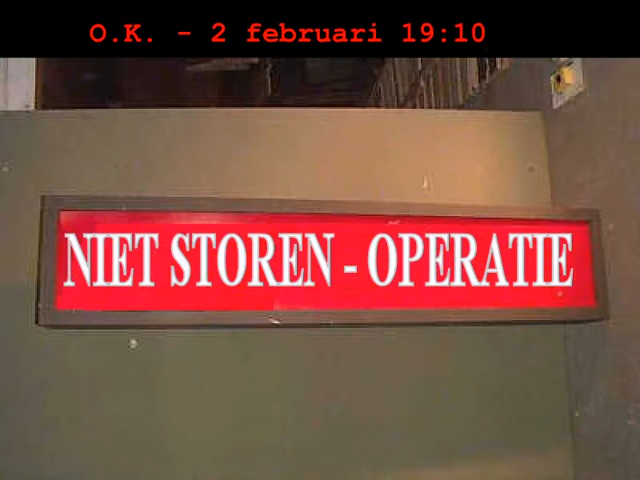 O.K. - 2 februari 19:10
NIET STOREN - OPERATIE